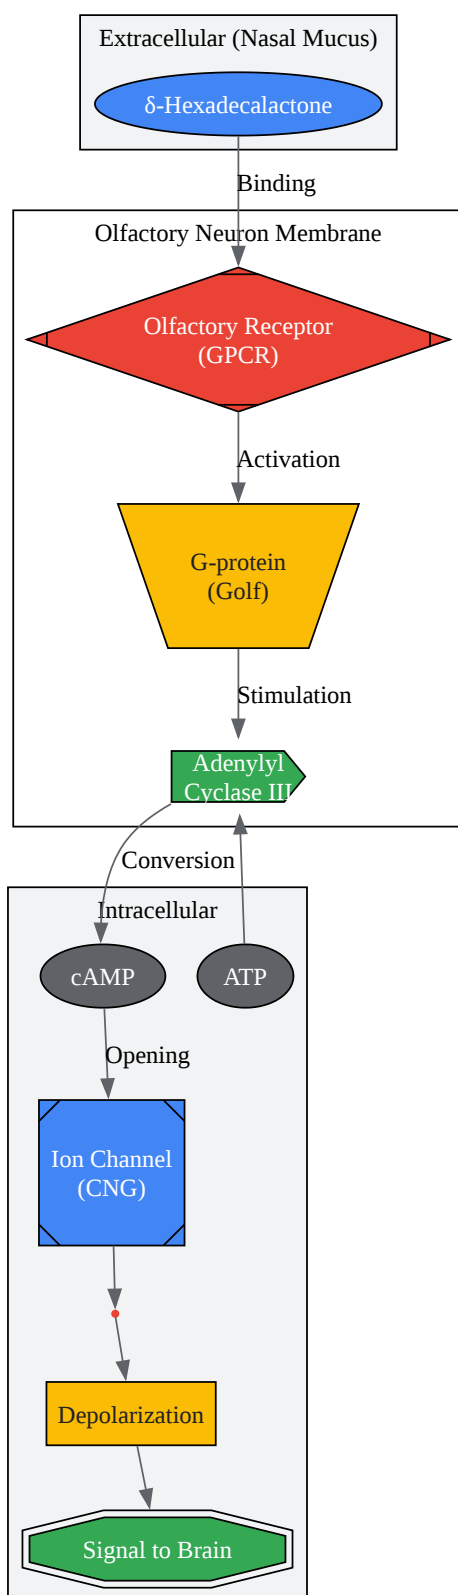 Extracellular (Nasal Mucus)
δ-Hexadecalactone
Binding
Olfactory Neuron Membrane
Olfactory Receptor
(GPCR)
Activation
G-protein
(Golf)
Stimulation
Adenylyl
Cyclase III
Conversion
Intracellular
cAMP
ATP
Opening
Ion Channel
(CNG)
Depolarization
Signal to Brain